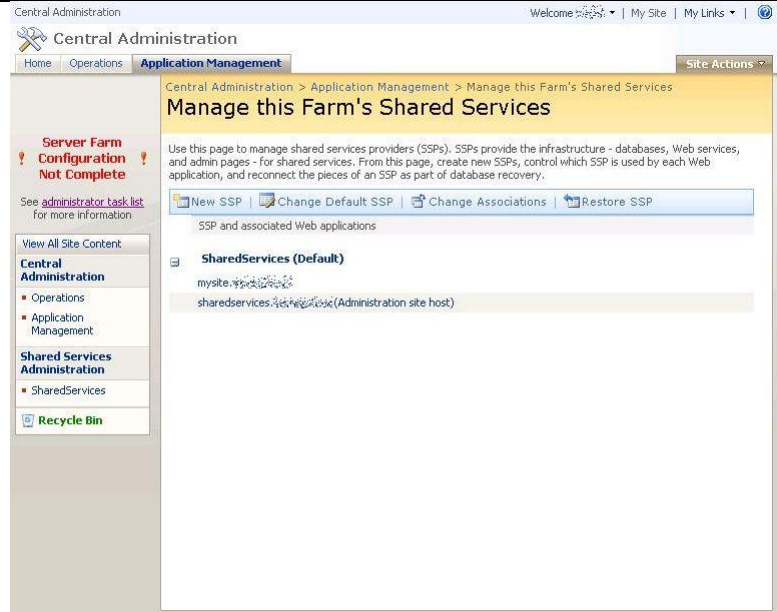 Central Administration
Welcome | My Site | My Links |
Central Administration
Home Operations Application Management Site Actions
Central Administration > Application Management > Manage this Farm's Shared Services
Manage this Farm's Shared Services
Server Farm
Configuration
Not Complete
See administrator task list
for more information
Use this page to manage shared services providers (SSPs). SSPs provide the infrastructure - databases, Web services,
and admin pages - for shared services. From this page, create new SSPs, control which SSP is used by each Web
application, and reconnect the pieces of an SSP as part of database recovery.
New SSP | Change Default SSP | Change Associations | Restore SSP
SSP and associated Web applications
SharedServices (Default)
mysite.
sharedservices. (Administration site host)
View All Site Content
Central
Administration
Operations
Application
Management
Shared Services
Administration
SharedServices
Recycle Bin